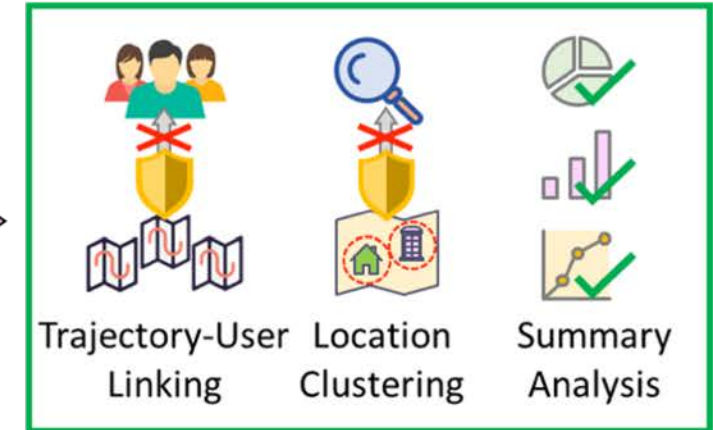 Trajectory-User
Linking
Location
Clustering
Summary
Analysis